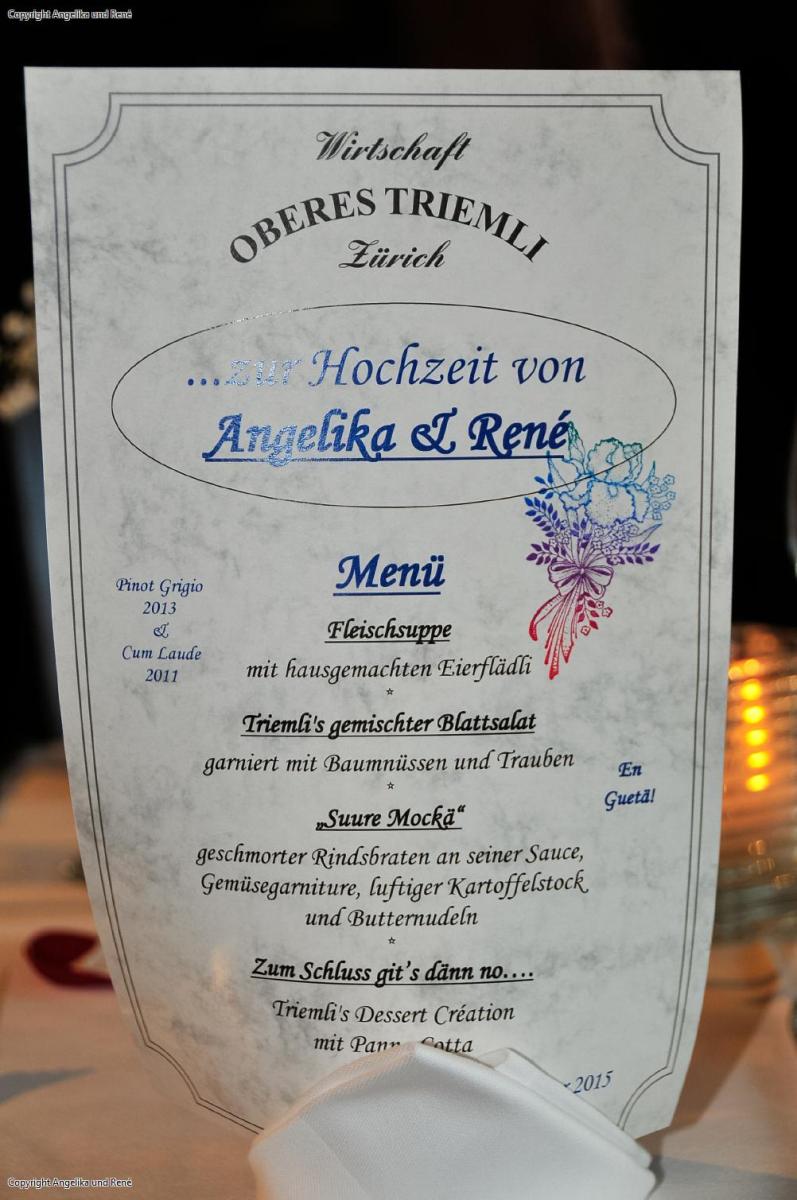 Copyright Angelika und René
Wirtschaft
OBERES TRIEMLI
Zürich
...zur Hochzeit von
Angelika & René
Menü
Pinot Grigio
2013
&
Cum Laude
2011
Fleischsuppe
mit hausgemachten Eierflädli
Triemli's gemischter Blattsalat
garniert mit Baumnüssen und Trauben
En
Guetä!
„Suure Mockä“
geschmorter Rindsbraten an seiner Sauce,
Gemüsegarniture, luftiger Kartoffelstock
und Butternudeln
Zum Schluss git's dänn no....
Triemli's Dessert Création
mit
2015
Copyright Angelika und René